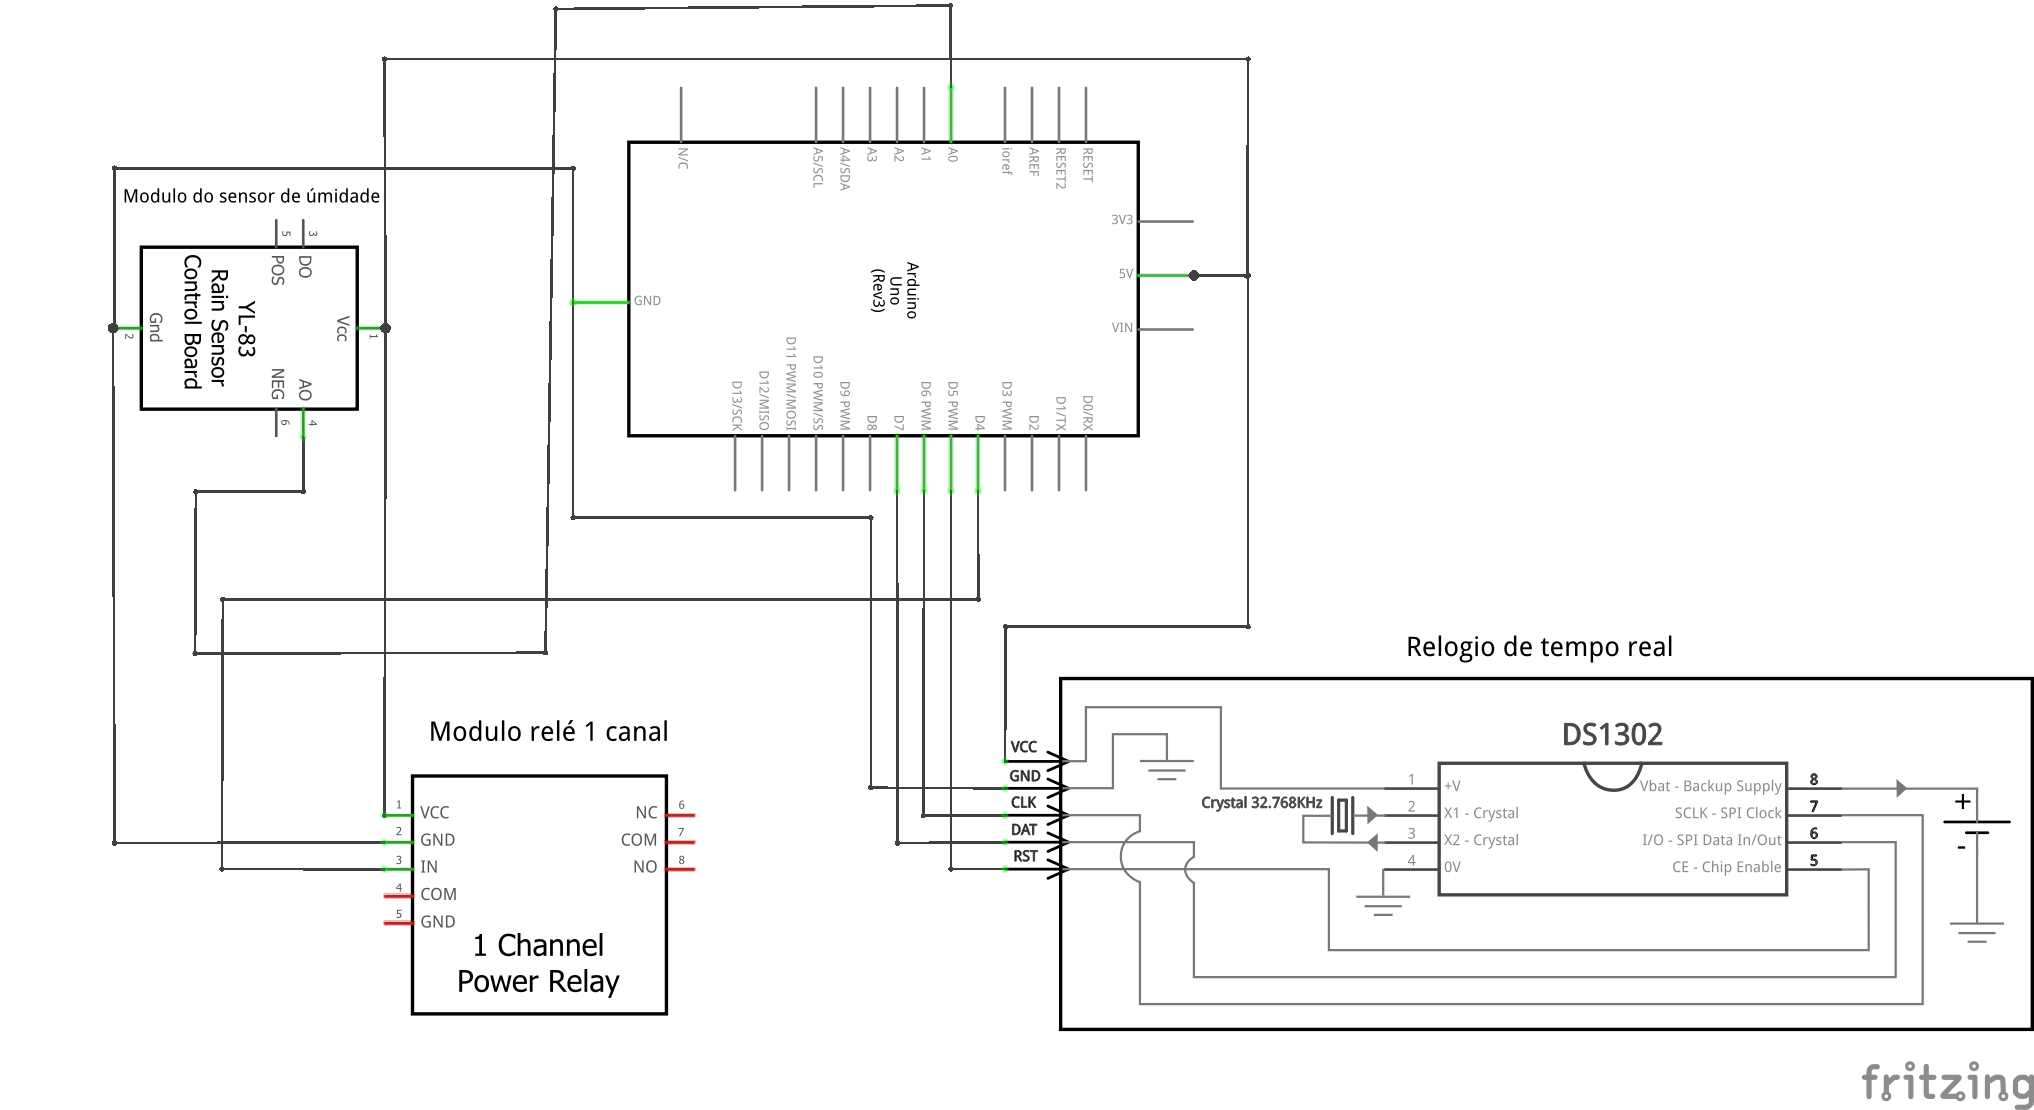 N/C
A5/SCL
A4/SDA
A3
A2
A1
A0
ioref
AREF
RESET2
RESET
3V3
5V
VIN
GND
Arduino
Uno
(Rev3)
D13/SCK
D12/MISO
D11 PWM/MOSI
D10 PWM/SS
D9 PWM
D8
D7
D6 PWM
D5 PWM
D4
D3 PWM
D2
D1/TX
D0/RX
Modulo do sensor de úmidade
5
3
POS
DO
YL-83
Rain Sensor
Control Board
Gnd
2
Vcc
1
NEG
AO
6
4
Modulo relé 1 canal
1 VCC
2 GND
3 IN
4 COM
5 GND
NC 6
COM 7
NO 8
1 Channel
Power Relay
Relogio de tempo real
VCC
GND
CLK
DAT
RST
DS1302
Crystal 32.768KHz
1 +V
2 X1 - Crystal
3 X2 - Crystal
4 0V
Vbat - Backup Supply 8
SCLK - SPI Clock 7
I/O - SPI Data In/Out 6
CE - Chip Enable 5
+
-
fritzing